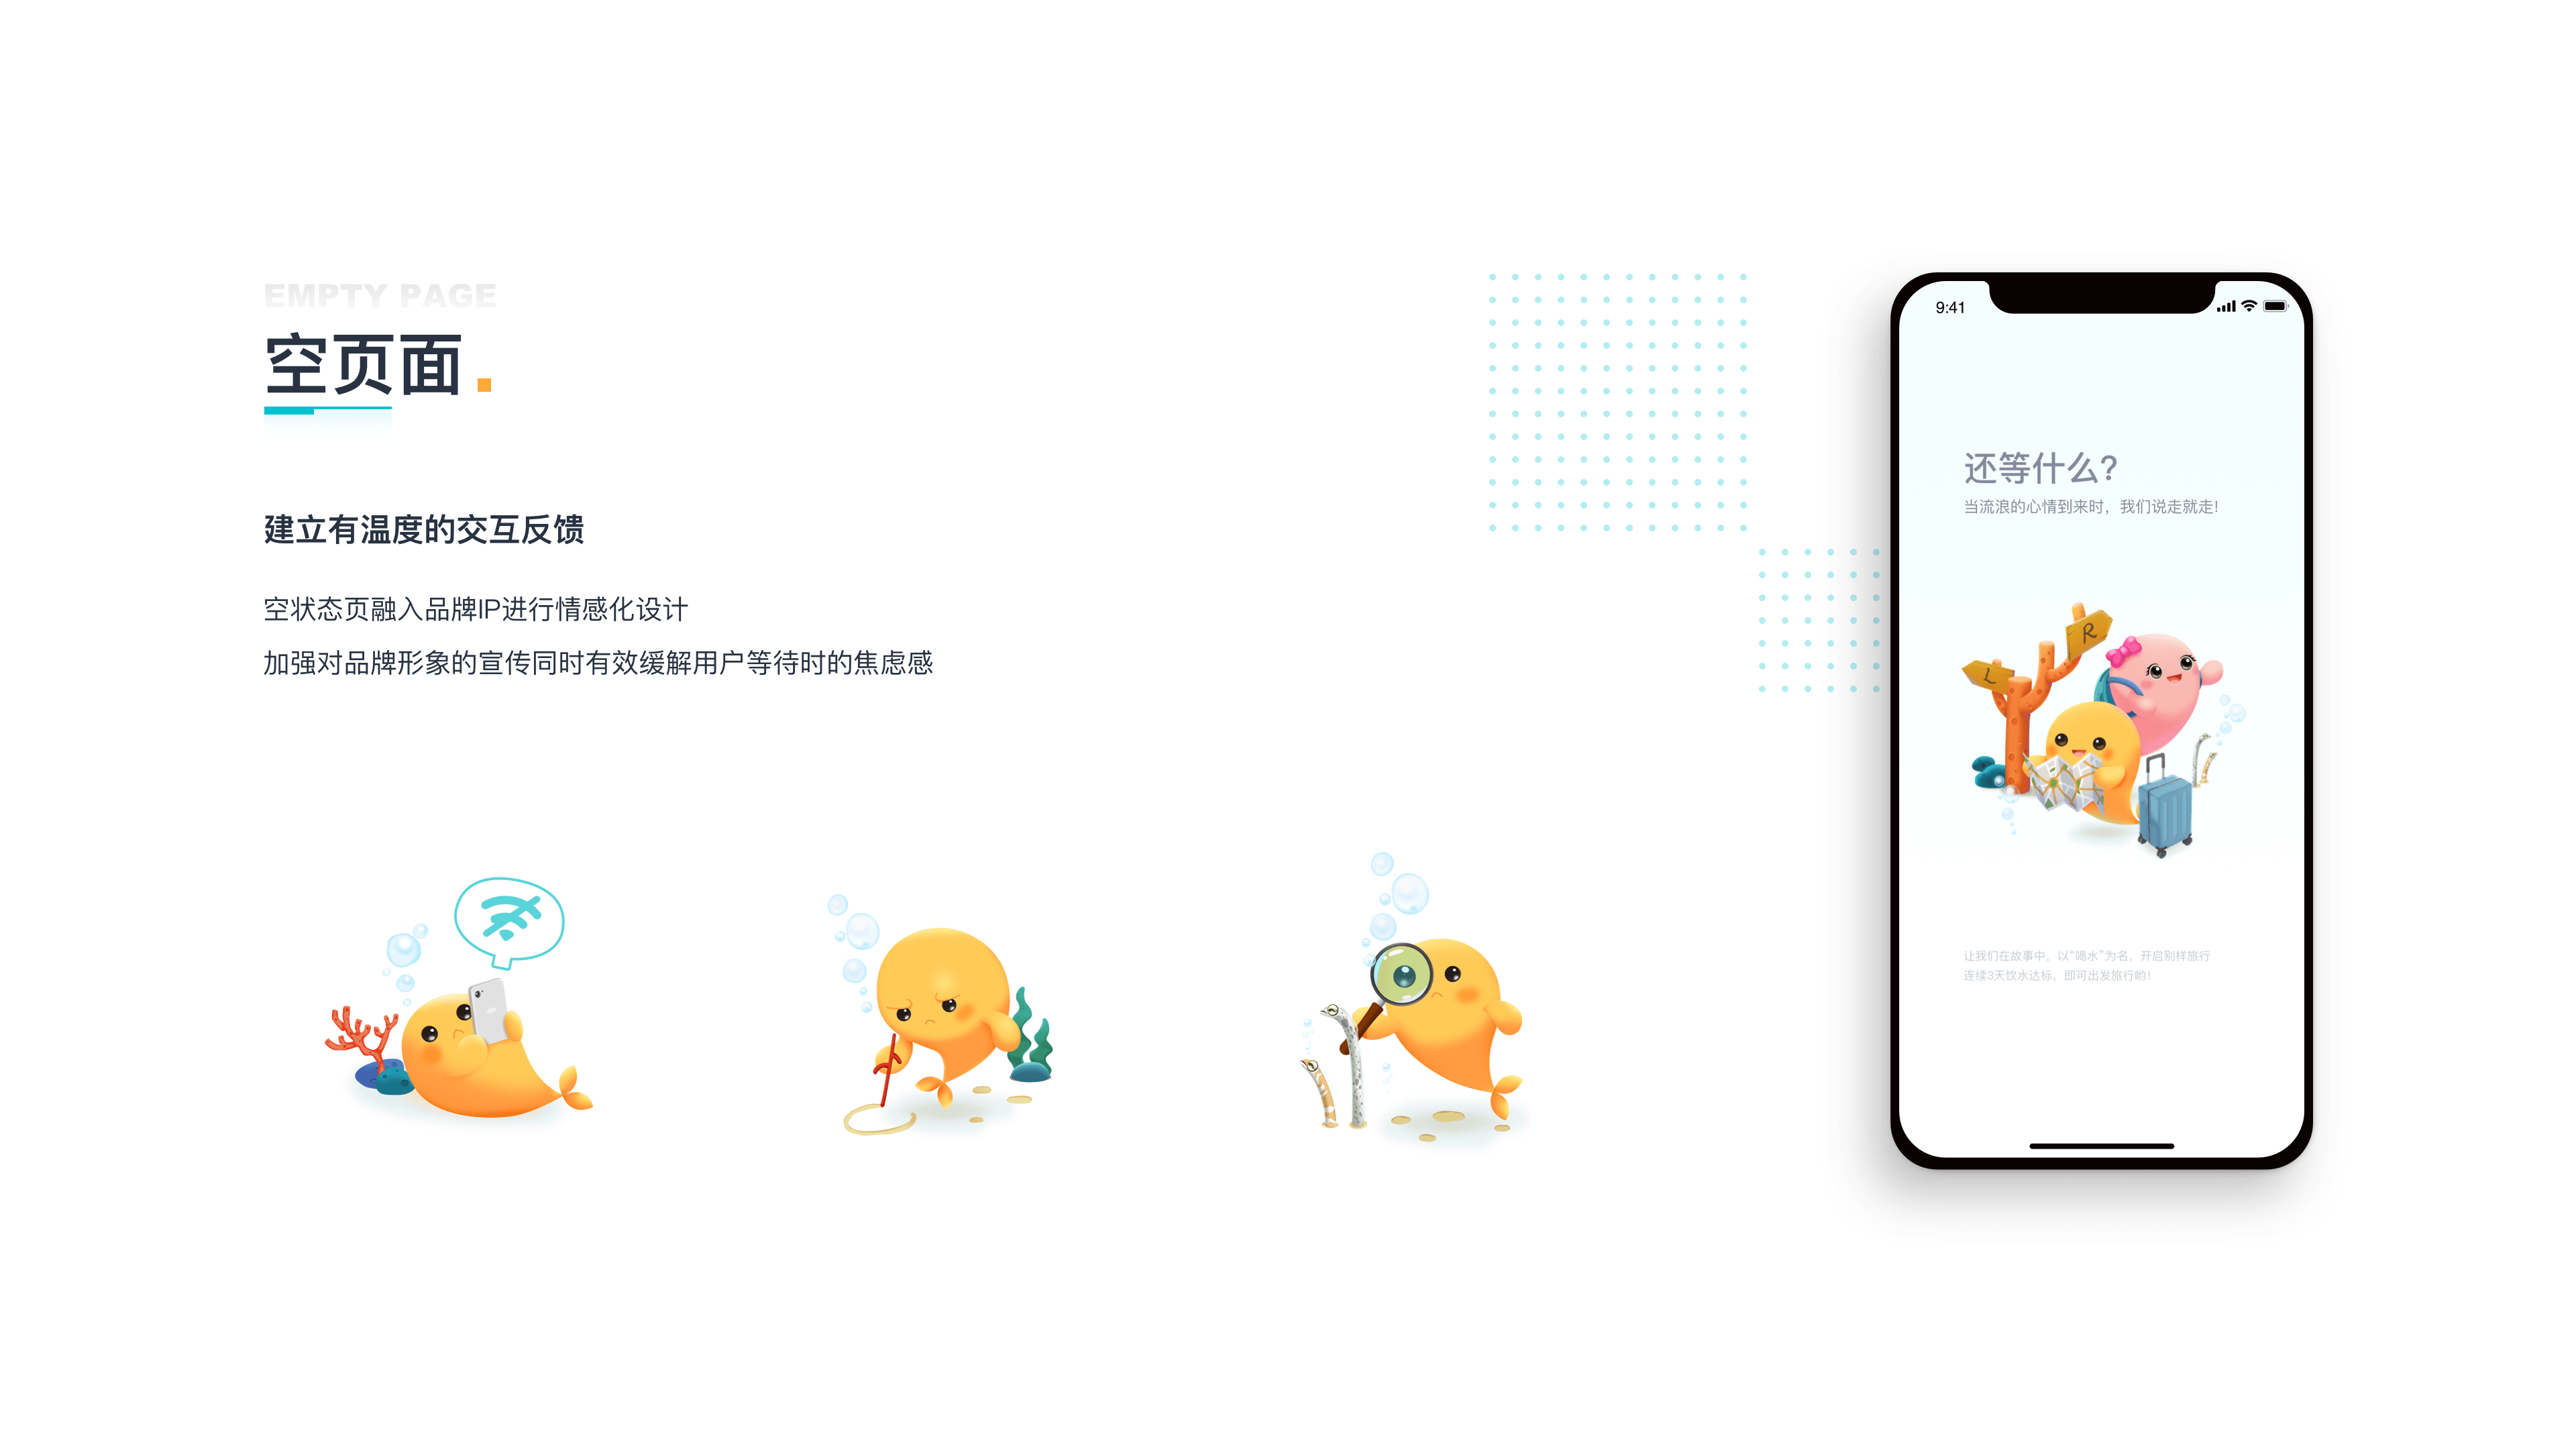 EMPTY PAGE
空页面.
建立有温度的交互反馈
空状态页融入品牌IP进行情感化设计
加强对品牌形象的宣传同时有效缓解用户等待时的焦虑感
9:41
还等什么?
当流浪的心情到来时，我们说走就走!
R
L
让我们在故事中，以“喝水”为名，开启别样旅行
连续3天饮水达标，即可出发旅行哟!